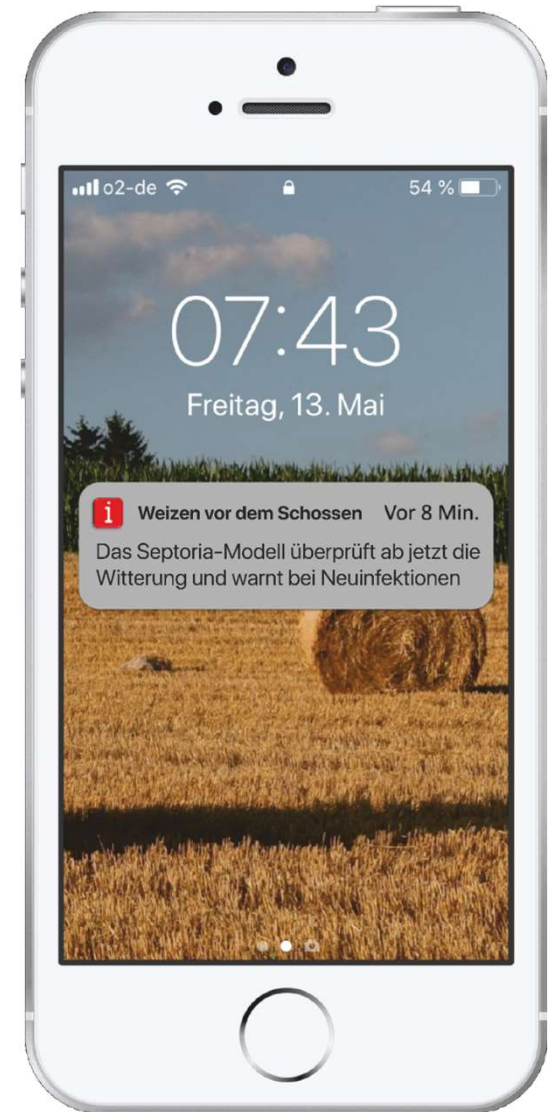 o2-de 54 %
07:43
Freitag, 13. Mai
i Weizen vor dem Schossen Vor 8 Min.
Das Septoria-Modell überprüft ab jetzt die
Witterung und warnt bei Neuinfektionen